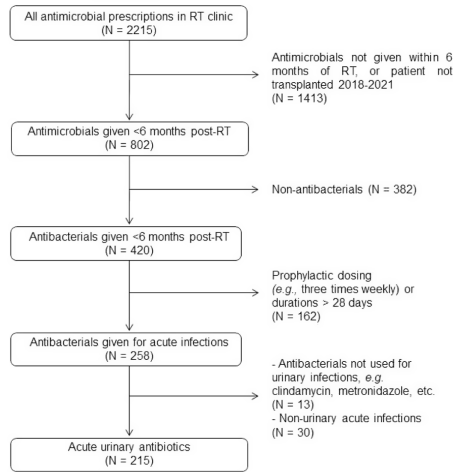 All antimicrobial prescriptions in RT clinic
(N = 2215)
Antimicrobials not given within 6
months of RT, or patient not
transplanted 2018-2021
(N = 1413)
Antimicrobials given <6 months post-RT
(N = 802)
Non-antibacterials (N = 382)
Antibacterials given <6 months post-RT
(N = 420)
Prophylactic dosing
(e.g., three times weekly) or
durations > 28 days
(N = 162)
Antibacterials given for acute infections
(N = 258)
- Antibacterials not used for
urinary infections, e.g.
clindamycin, metronidazole, etc.
(N = 13)
- Non-urinary acute infections
(N = 30)
Acute urinary antibiotics
(N = 215)